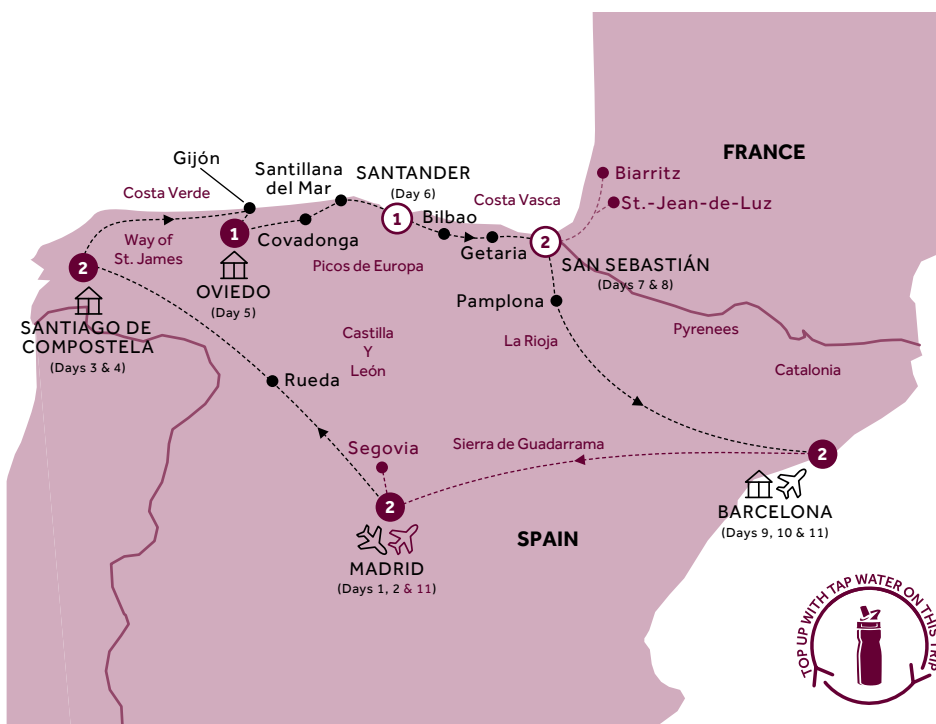 FRANCE
Biarritz
St.-Jean-de-Luz
Gijón
Santillana
del Mar
SANTANDER
(Day 6)
Costa Verde
Costa Vasca
1
Bilbao
1
Covadonga
Getaria
2
Way of
St. James
2
Picos de Europa
SAN SEBASTIÁN
(Days 7 & 8)
OVIEDO
(Day 5)
Pamplona
SANTIAGO DE
COMPOSTELA
(Days 3 & 4)
Castilla
Y
León
La Rioja
Pyrenees
Catalonia
Rueda
Segovia
Sierra de Guadarrama
2
2
BARCELONA
(Days 9, 10 & 11)
SPAIN
MADRID
(Days 1, 2 & 11)
TOP UP WITH TAP WATER ON THIS TRIP